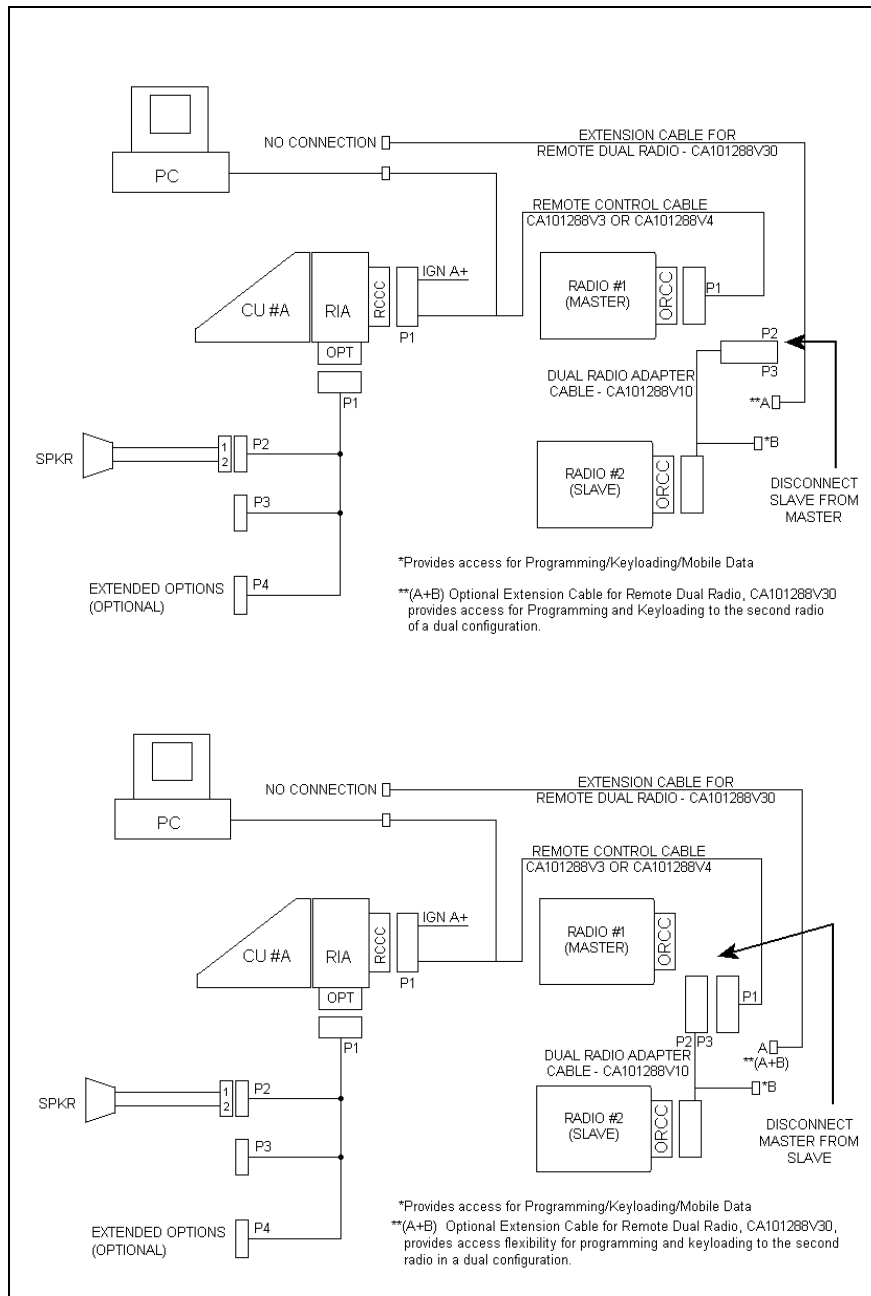 NO CONNECTION
EXTENSION CABLE FOR
REMOTE DUAL RADIO - CA101288V30
PC
REMOTE CONTROL CABLE
CA101288V3 OR CA101288V4
IGN A+
CU #A
RIA
RCCC
P1
OPT
P1
RADIO #1
(MASTER)
ORCC
P1
P2
P3
DUAL RADIO ADAPTER
CABLE - CA101288V10
**A
*B
SPKR
1
2
P2
RADIO #2
(SLAVE)
ORCC
DISCONNECT
SLAVE FROM
MASTER
P3
EXTENDED OPTIONS
(OPTIONAL)
P4
*Provides access for Programming/Keyloading/Mobile Data
**(A+B) Optional Extension Cable for Remote Dual Radio, CA101288V30
provides access for Programming and Keyloading to the second radio
of a dual configuration.
NO CONNECTION
EXTENSION CABLE FOR
REMOTE DUAL RADIO - CA101288V30
PC
REMOTE CONTROL CABLE
CA101288V3 OR CA101288V4
IGN A+
CU #A
RIA
RCCC
P1
OPT
P1
RADIO #1
(MASTER)
ORCC
P1
P2
P3
DUAL RADIO ADAPTER
CABLE - CA101288V10
A
**(A+B)
*B
SPKR
1
2
P2
RADIO #2
(SLAVE)
ORCC
DISCONNECT
MASTER FROM
SLAVE
P3
EXTENDED OPTIONS
(OPTIONAL)
P4
*Provides access for Programming/Keyloading/Mobile Data
**(A+B) Optional Extension Cable for Remote Dual Radio, CA101288V30,
provides access flexibility for programming and keyloading to the second
radio in a dual configuration.